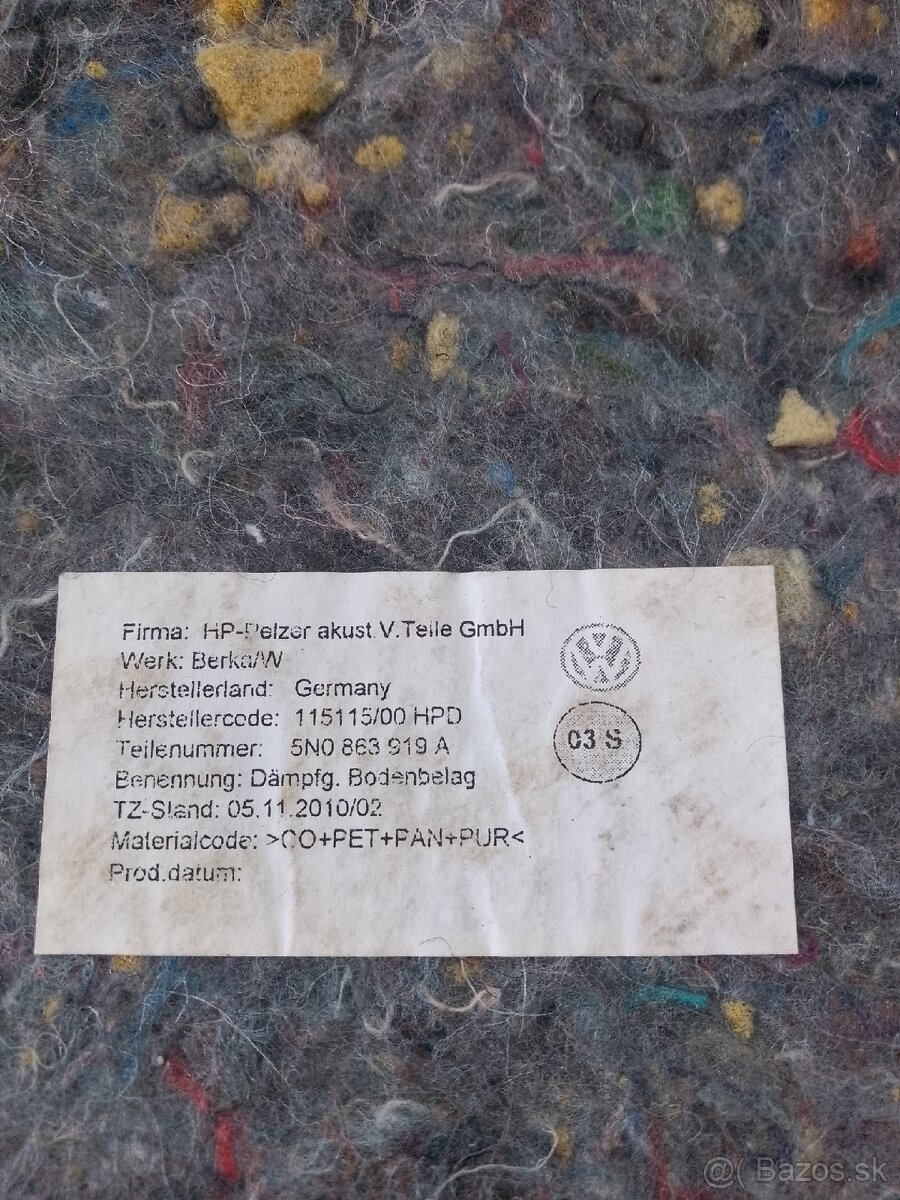 Firma: HP-Pelzer akust.V.Teile GmbH
Werk: Berka/W
Herstellerland: Germany
Herstellercode: 115115/00 HPD
Teilenummer: 5N0 863 919 A
Benennung: Dämpfg. Bodenbelag
TZ-Stand: 05.11.2010/02
Materialcode: >CO+PET+PAN+PUR<
Prod.datum:
VW
03 S
@( Bazos.sk